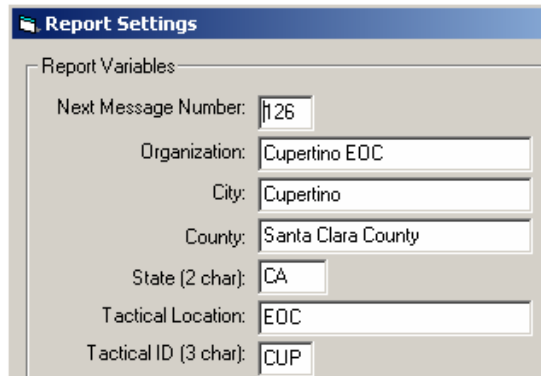 Report Settings
Report Variables
Next Message Number: 126
Organization: Cupertino EOC
City: Cupertino
County: Santa Clara County
State (2 char): CA
Tactical Location: EOC
Tactical ID (3 char): CUP